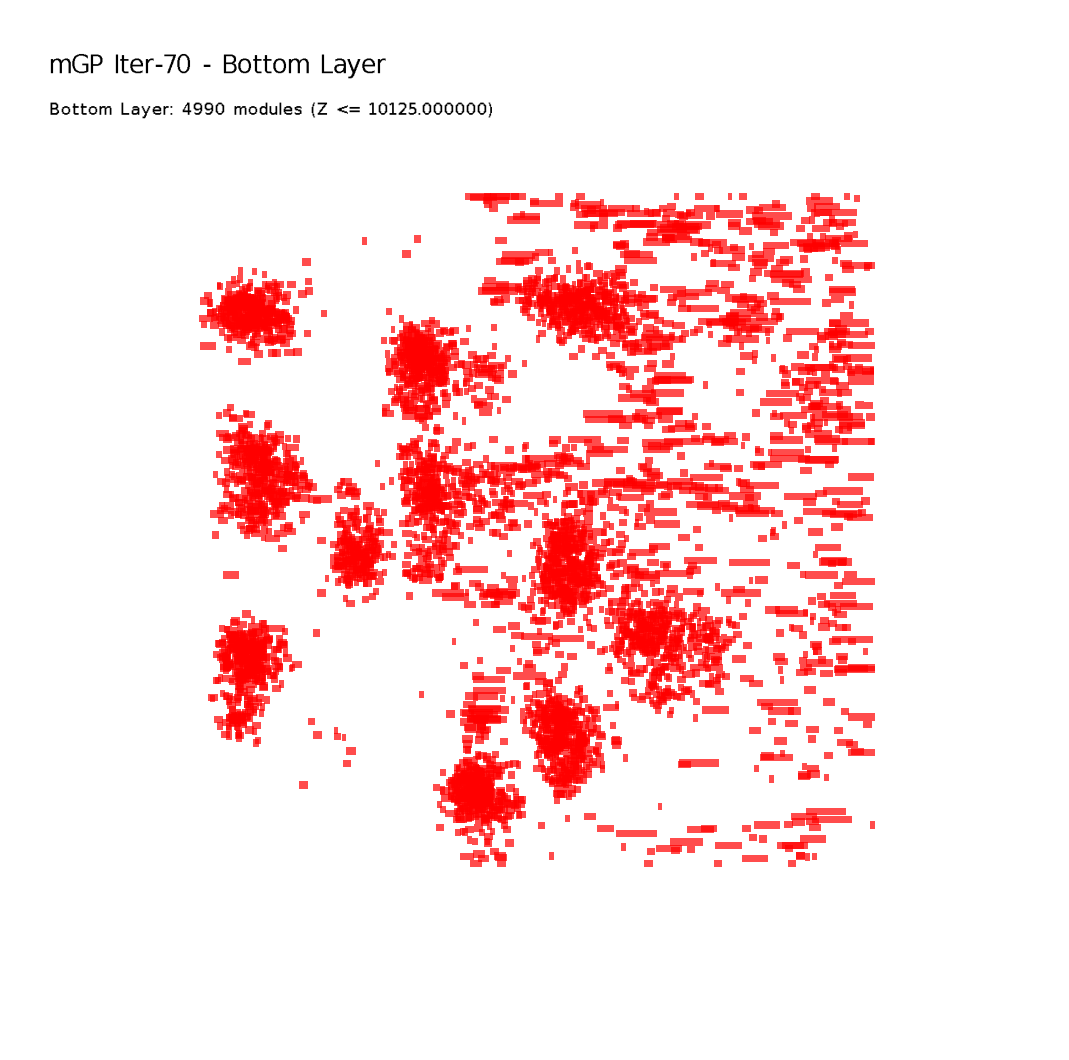 mGP Iter-70 - Bottom Layer
Bottom Layer: 4990 modules (Z <= 10125.000000)